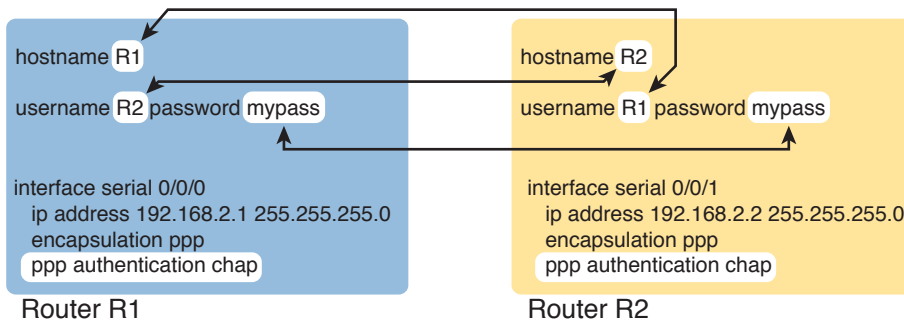 hostname R1
username R2 password mypass
interface serial 0/0/0
ip address 192.168.2.1 255.255.255.0
encapsulation ppp
ppp authentication chap
Router R1
hostname R2
username R1 password mypass
interface serial 0/0/1
ip address 192.168.2.2 255.255.255.0
encapsulation ppp
ppp authentication chap
Router R2